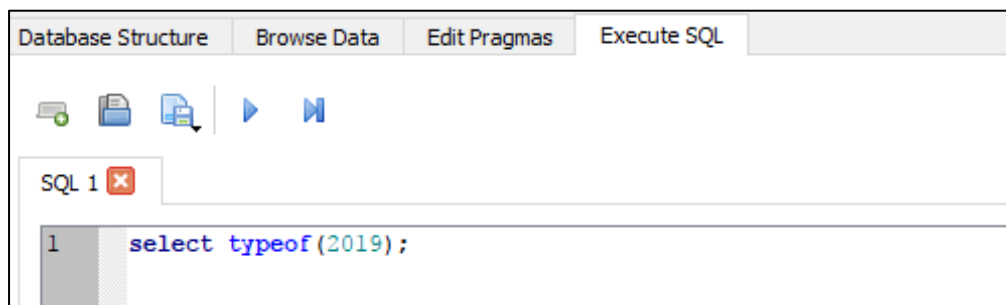 Database Structure Browse Data Edit Pragmas Execute SQL
SQL 1
1 select typeof(2019);